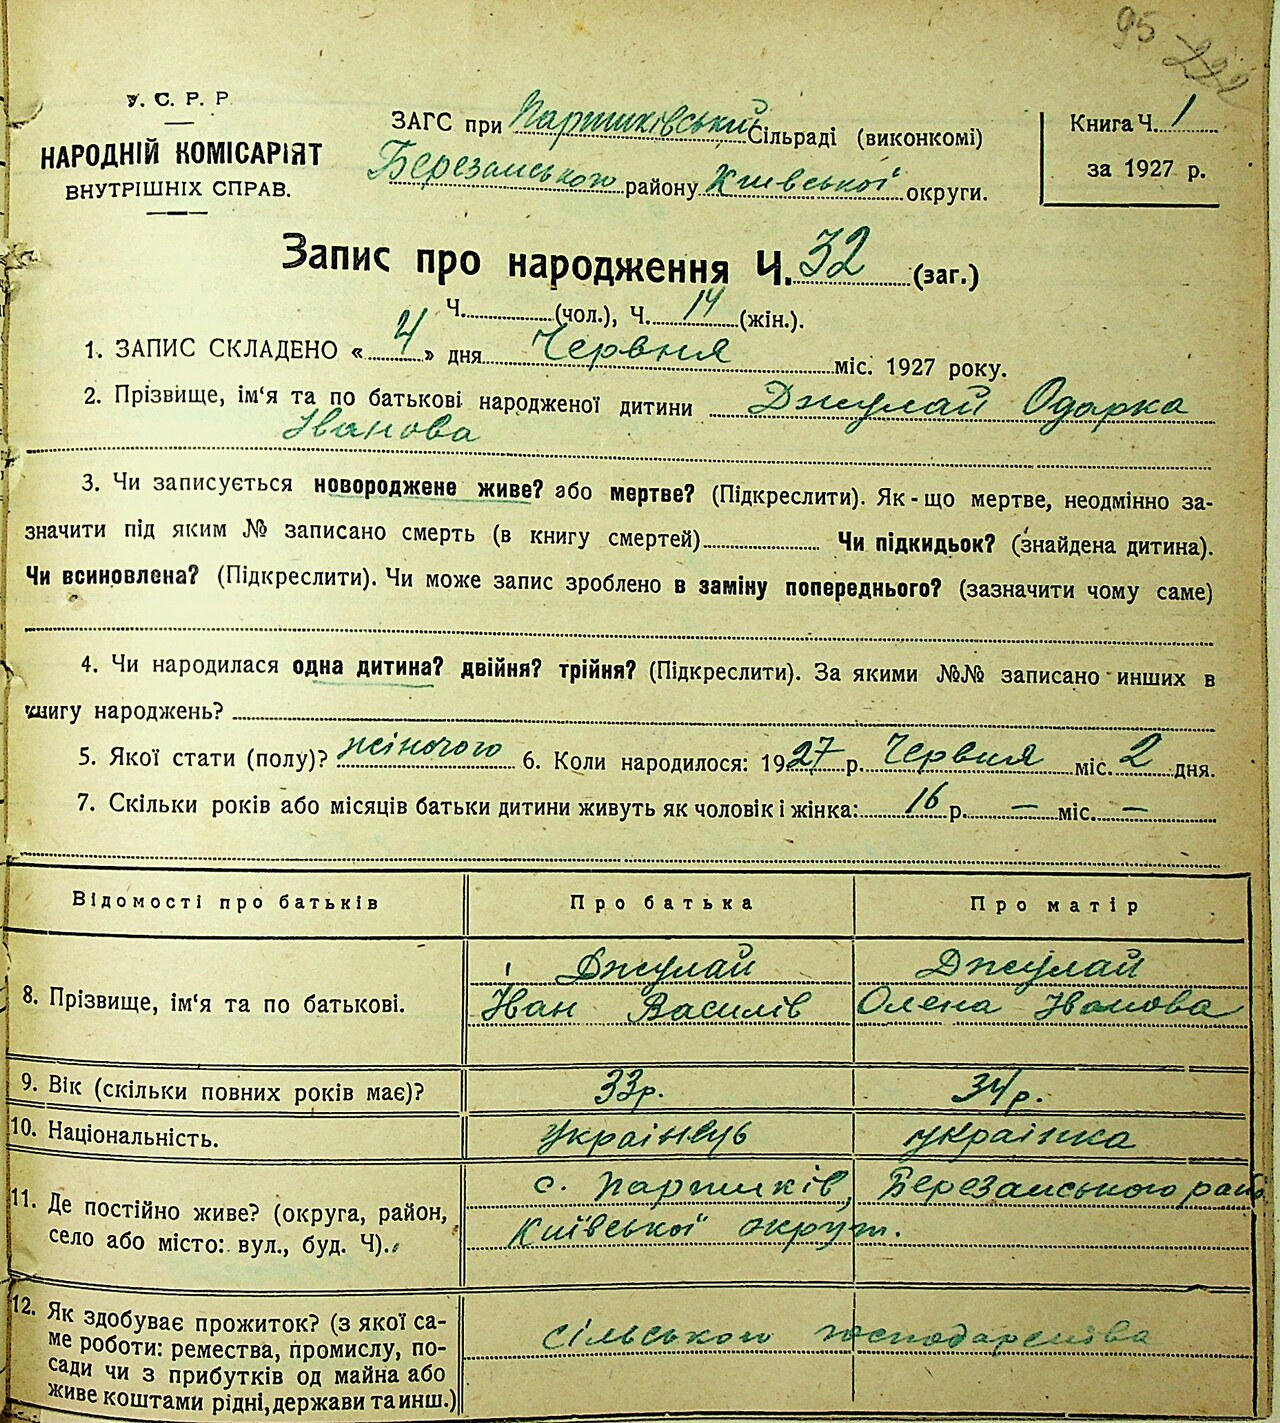 95
222
У. С. Р. Р.
НАРОДНІЙ КОМІСАРІЯТ
ВНУТРІШНІХ СПРАВ.
ЗАГС при Паришківський Сільраді (виконкомі)
Березанського району Київської округи.
Книга Ч. 1
за 1927 р.
Запис про народження Ч. 32 (заг.)
Ч. (чол.), Ч. 14 (жін.).
1. ЗАПИС СКЛАДЕНО « 4 » дня Червня міс. 1927 року.
2. Прізвище, ім'я та по батькові народженої дитини Джулай Одарка
Іванова
3. Чи записується новороджене живе? або мертве? (Підкреслити). Як-що мертве, неодмінно за-
значити під яким № записано смерть (в книгу смертей) Чи підкидьок? (знайдена дитина).
Чи всиновлена? (Підкреслити). Чи може запис зроблено в заміну попереднього? (зазначити чому саме)
4. Чи народилася одна дитина? двійня? трійня? (Підкреслити). За якими №№ записано инших в
книгу народжень?
5. Якої стати (полу)? жіночого 6. Коли народилося: 1927 р. Червня міс. 2 дня.
7. Скільки років або місяців батьки дитини живуть як чоловік і жінка: 16 р. — міс. —
Відомості про батьків Про батька Про матір
Джулай Джулай
8. Прізвище, ім'я та по батькові. Іван Василів Олена Іванова
9. Вік (скільки повних років має)? 33р. 34р.
10. Національність. українець українка
11. Де постійно живе? (округа, район, с. Паришків, Березанського рай
село або місто: вул., буд. Ч). Київської округи.
12. Як здобуває прожиток? (з якої са-
ме роботи: ремества, промислу, по- сільського господарства
сади чи з прибутків од майна або
живе коштами рідні, держави та инш.)